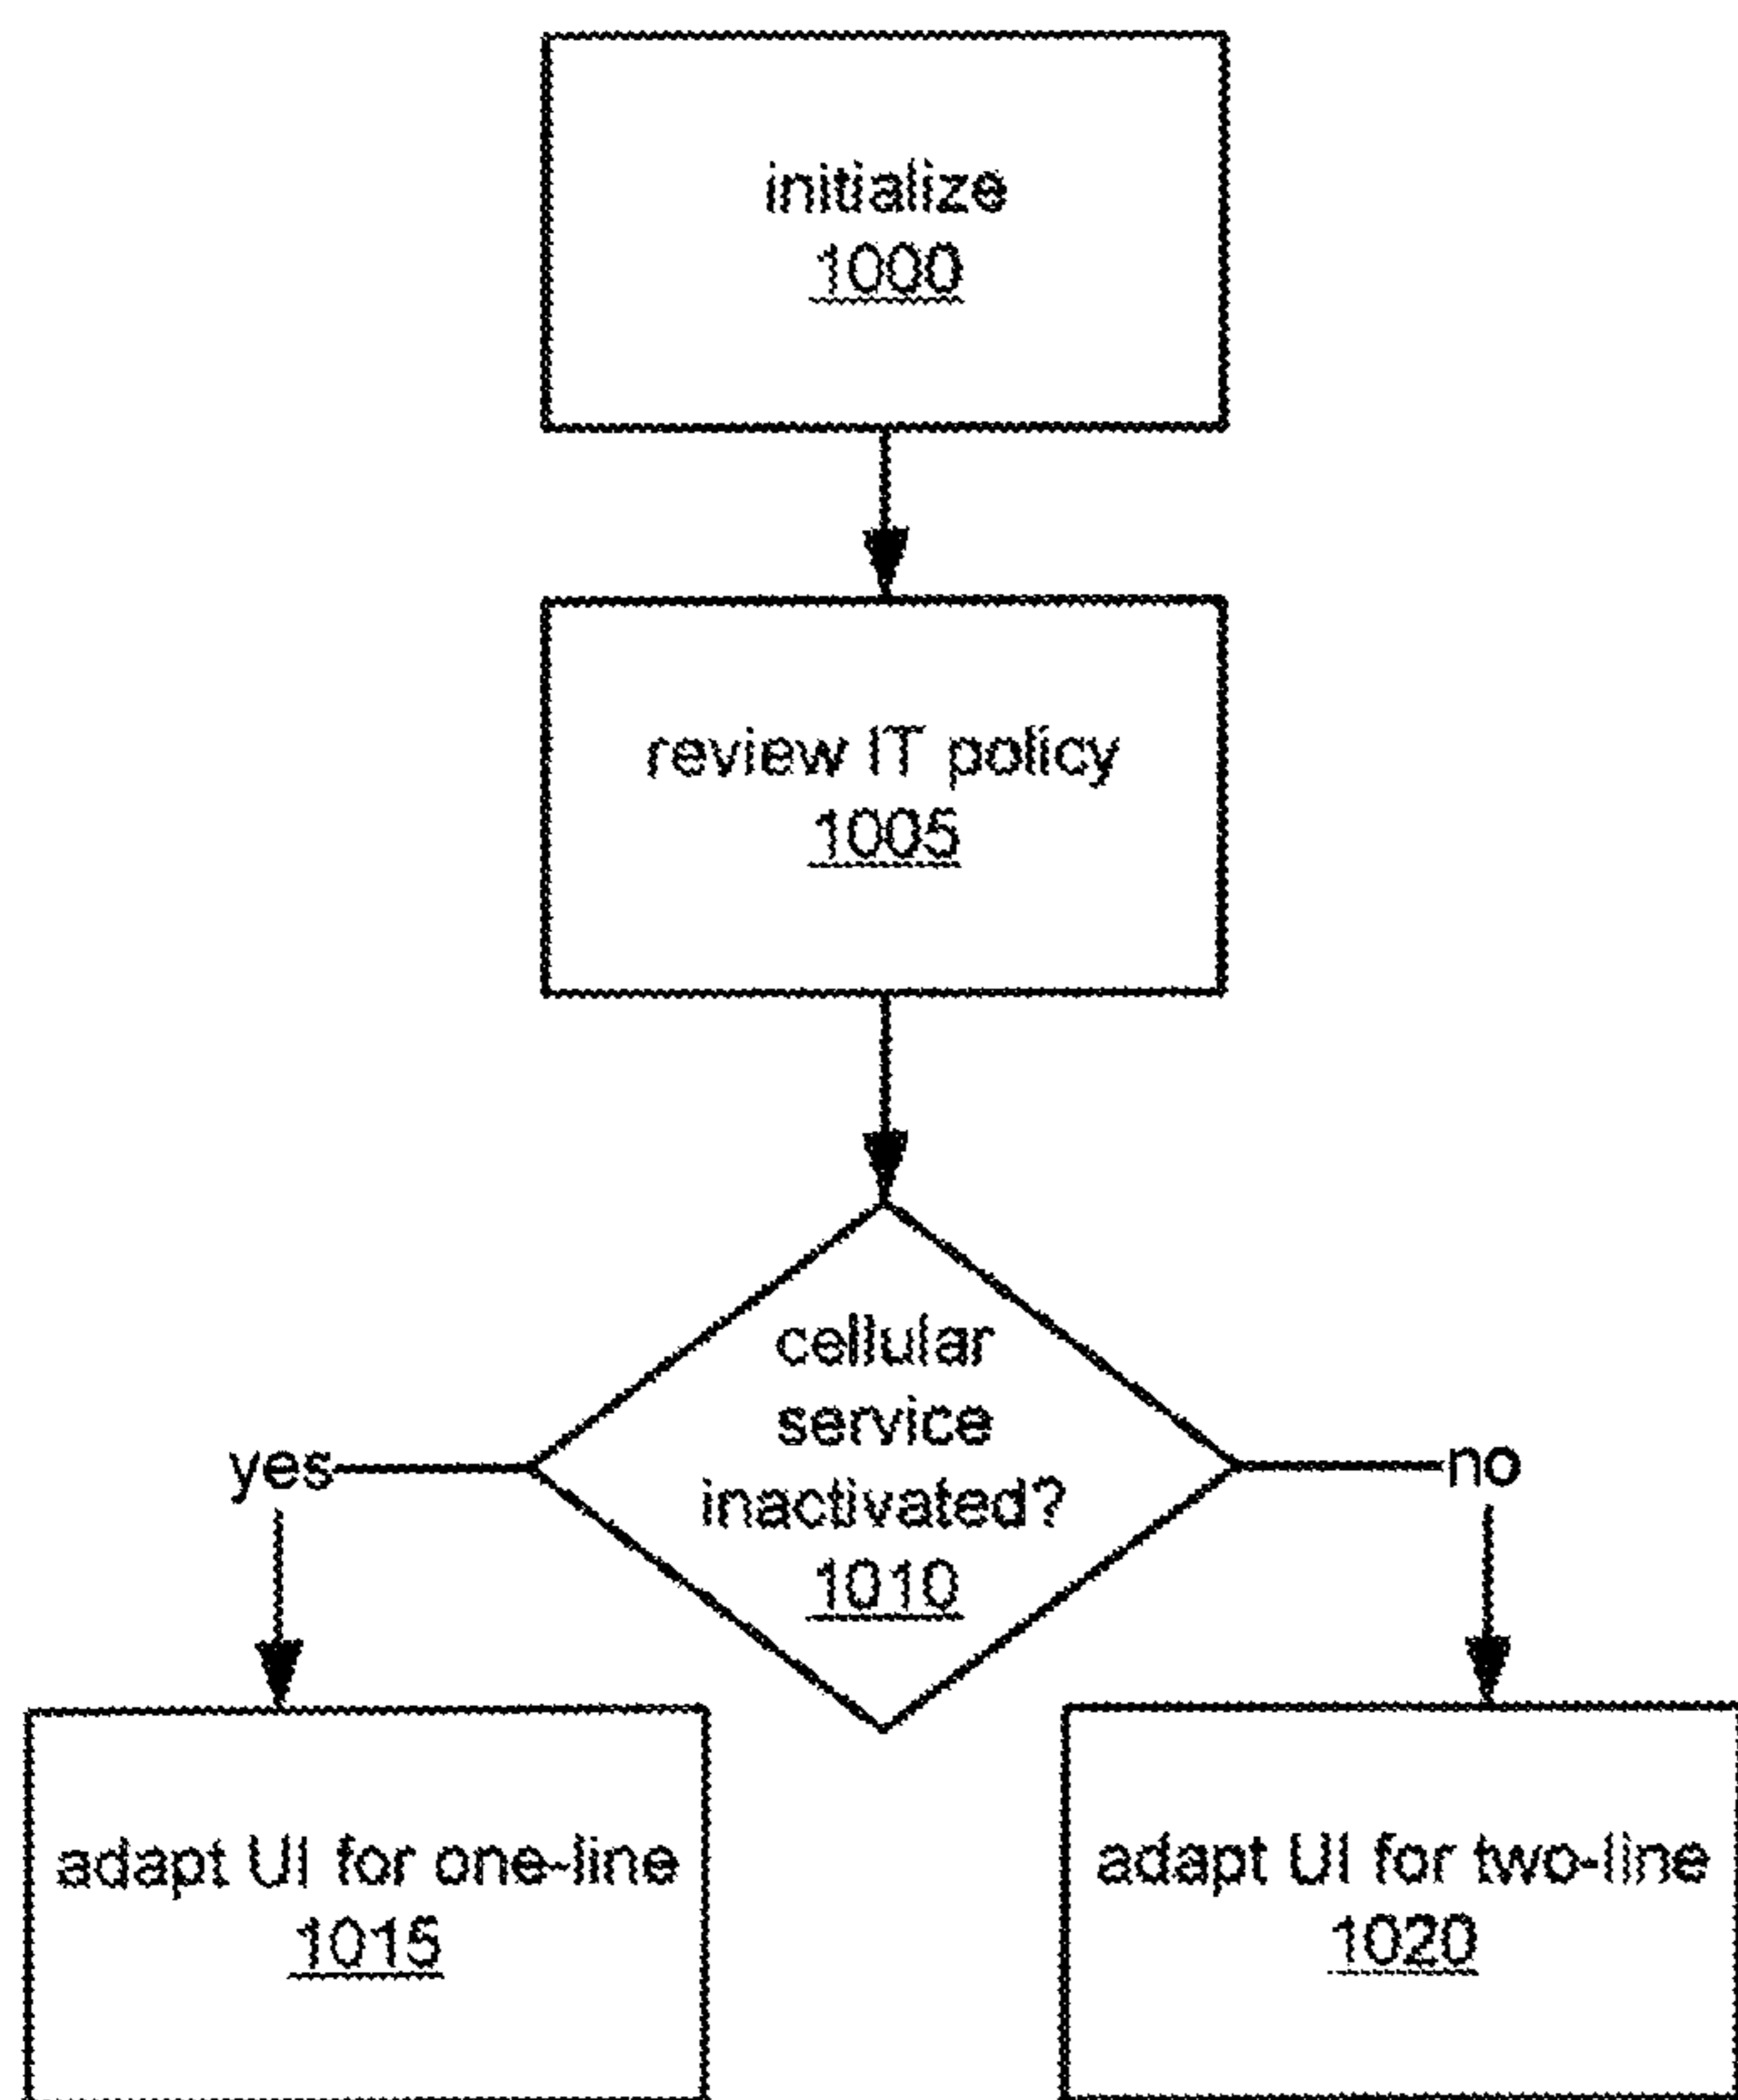 initialize
1000
review IT policy
1005
cellular
service
inactivated?
1010
yes
no
adapt UI for one-line
1015
adapt UI for two-line
1020